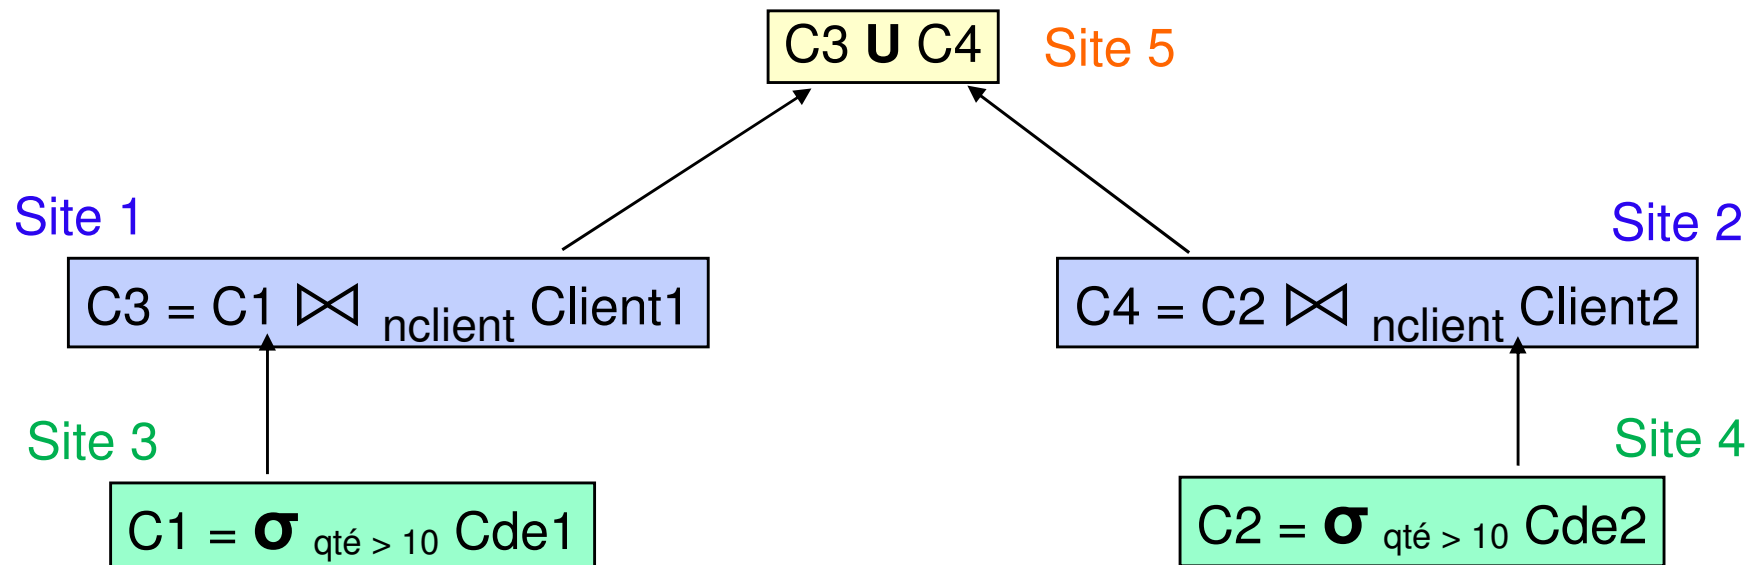 C3 U C4
Site 5
Site 1
Site 2
C3 = C1 ⋈ nclient Client1
C4 = C2 ⋈ nclient Client2
Site 3
Site 4
C1 = σ qté > 10 Cde1
C2 = σ qté > 10 Cde2